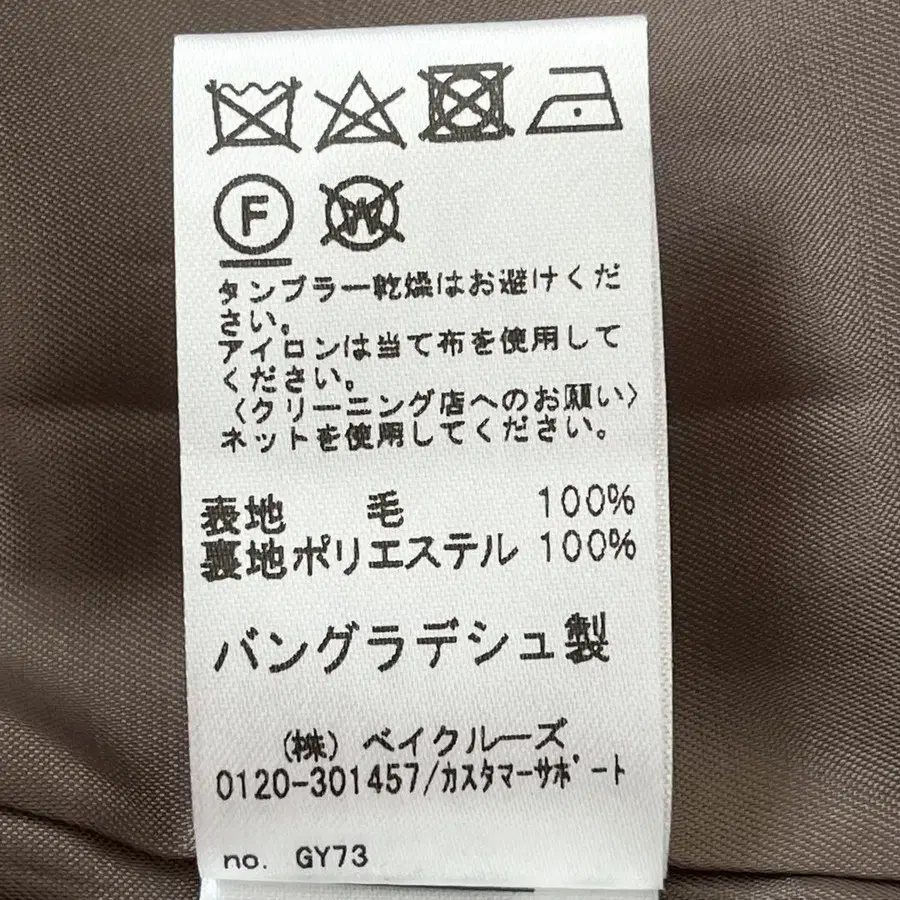 F W
タンブラー乾燥はお避けくだ
さい。
アイロンは当て布を使用して
ください。
〈クリーニング店へのお願い〉
ネットを使用してください。
表地 毛 100%
裏地ポリエステル 100%
バングラデシュ製
(株) ベイクルーズ
0120-301457/カスタマーサポート
no. GY73